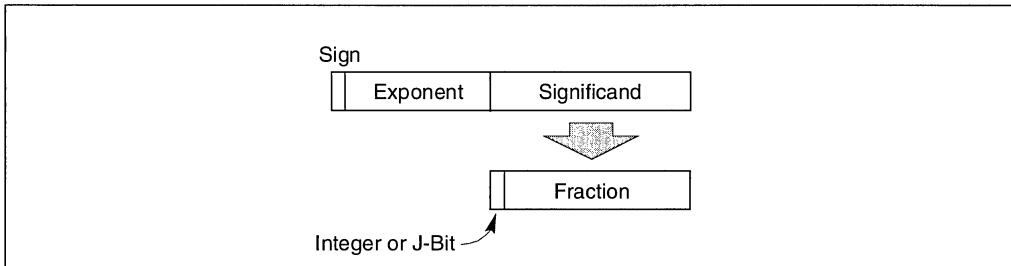 Sign
Exponent Significand
Fraction
Integer or J-Bit